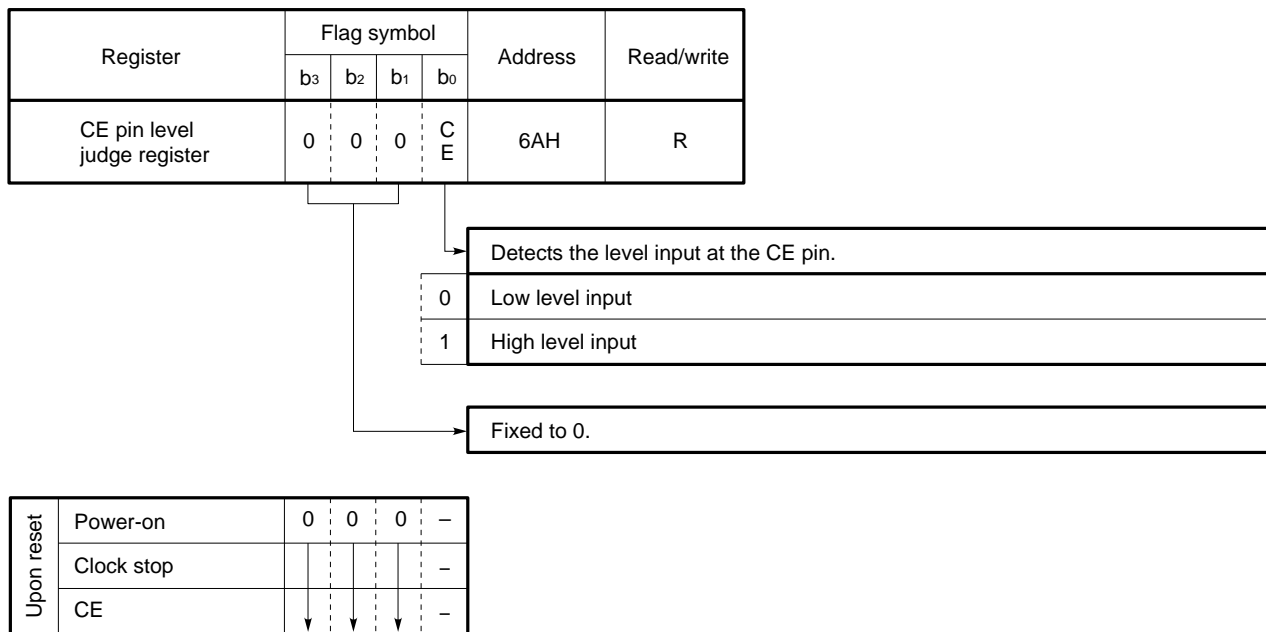 Register Flag symbol Address Read/write
b3 b2 b1 b0
CE pin level judge register 0 0 0 CE 6AH R
Detects the level input at the CE pin.
0 Low level input
1 High level input
Fixed to 0.
Upon reset
Power-on 0 0 0 –
Clock stop –
CE –